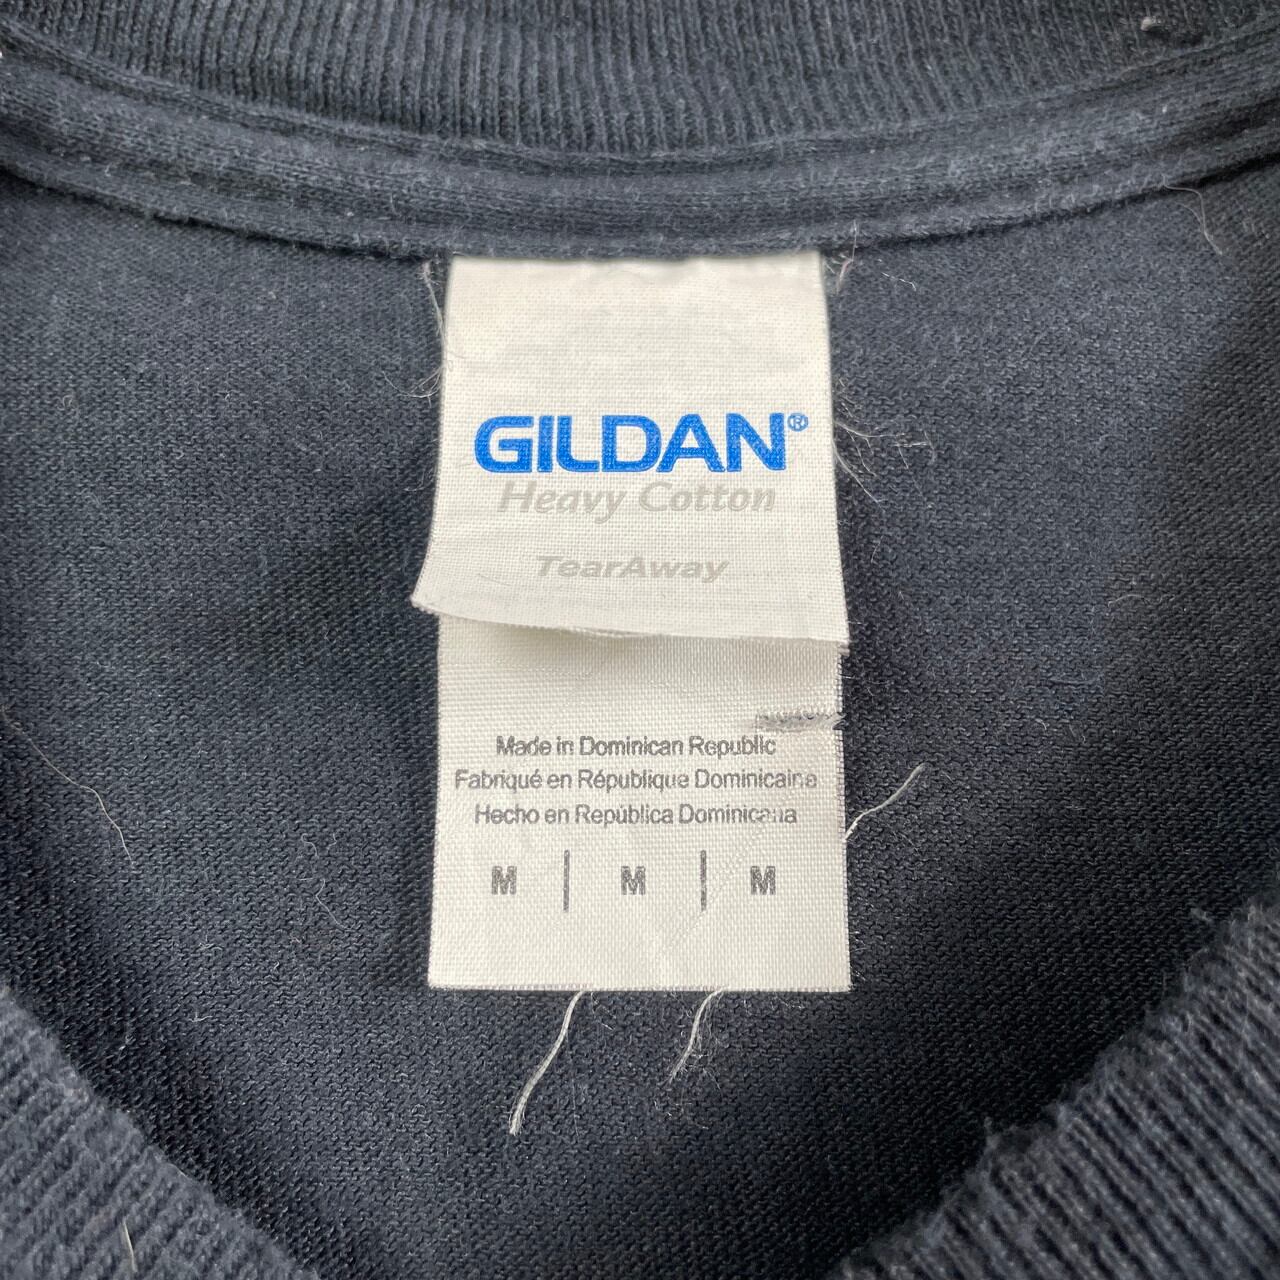 GILDAN®
Heavy Cotton
TearAway
Made in Dominican Republic
Fabriqué en République Dominicaine
Hecho en República Dominicana
M | M | M